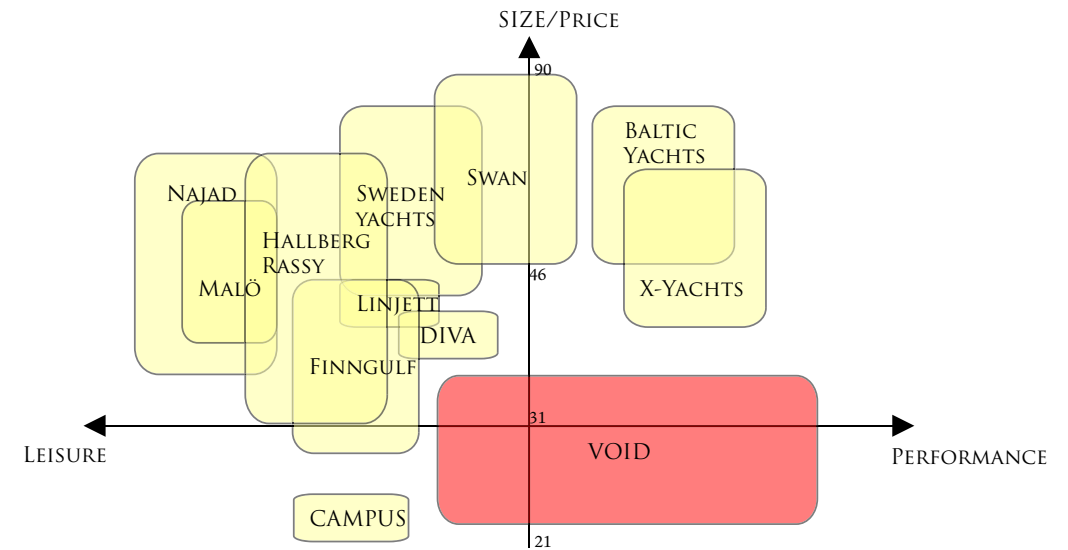 SIZE/PRICE
90
BALTIC
YACHTS
SWAN
NAJAD
SWEDEN
YACHTS
HALLBERG
RASSY
46
MALÖ
X-YACHTS
LINJETT
DIVA
FINNGULF
31
VOID
LEISURE
PERFORMANCE
CAMPUS
21